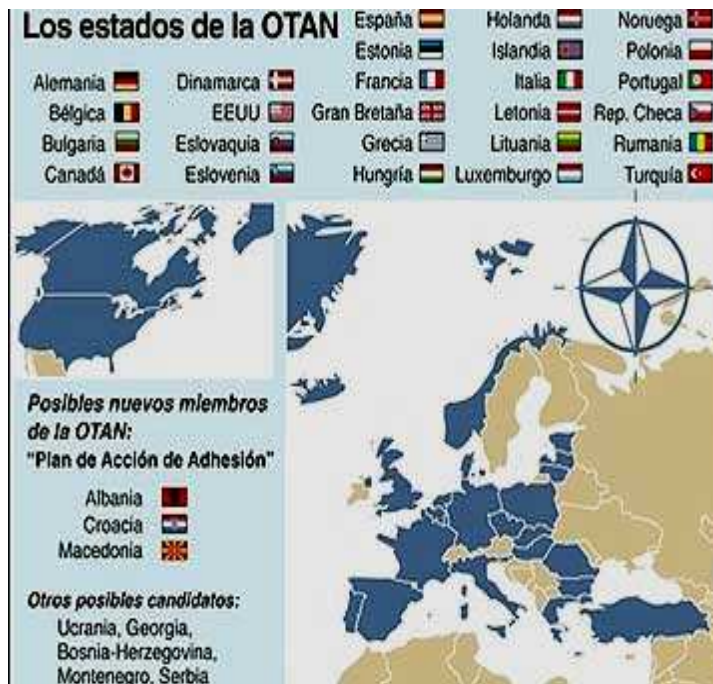 Los estados de la OTAN
Alemania
Bélgica
Bulgaria
Canadá
Dinamarca
EEUU
Eslovaquia
Eslovenia
España
Estonia
Francia
Gran Bretaña
Grecia
Hungría
Holanda
Islandia
Italia
Letonia
Lituania
Luxemburgo
Noruega
Polonia
Portugal
Rep. Checa
Rumanía
Turquía
Posibles nuevos miembros
de la OTAN:
"Plan de Acción de Adhesión"
Albania
Croacia
Macedonia
Otros posibles candidatos:
Ucrania, Georgia,
Bosnia-Herzegovina,
Montenegro, Serbia